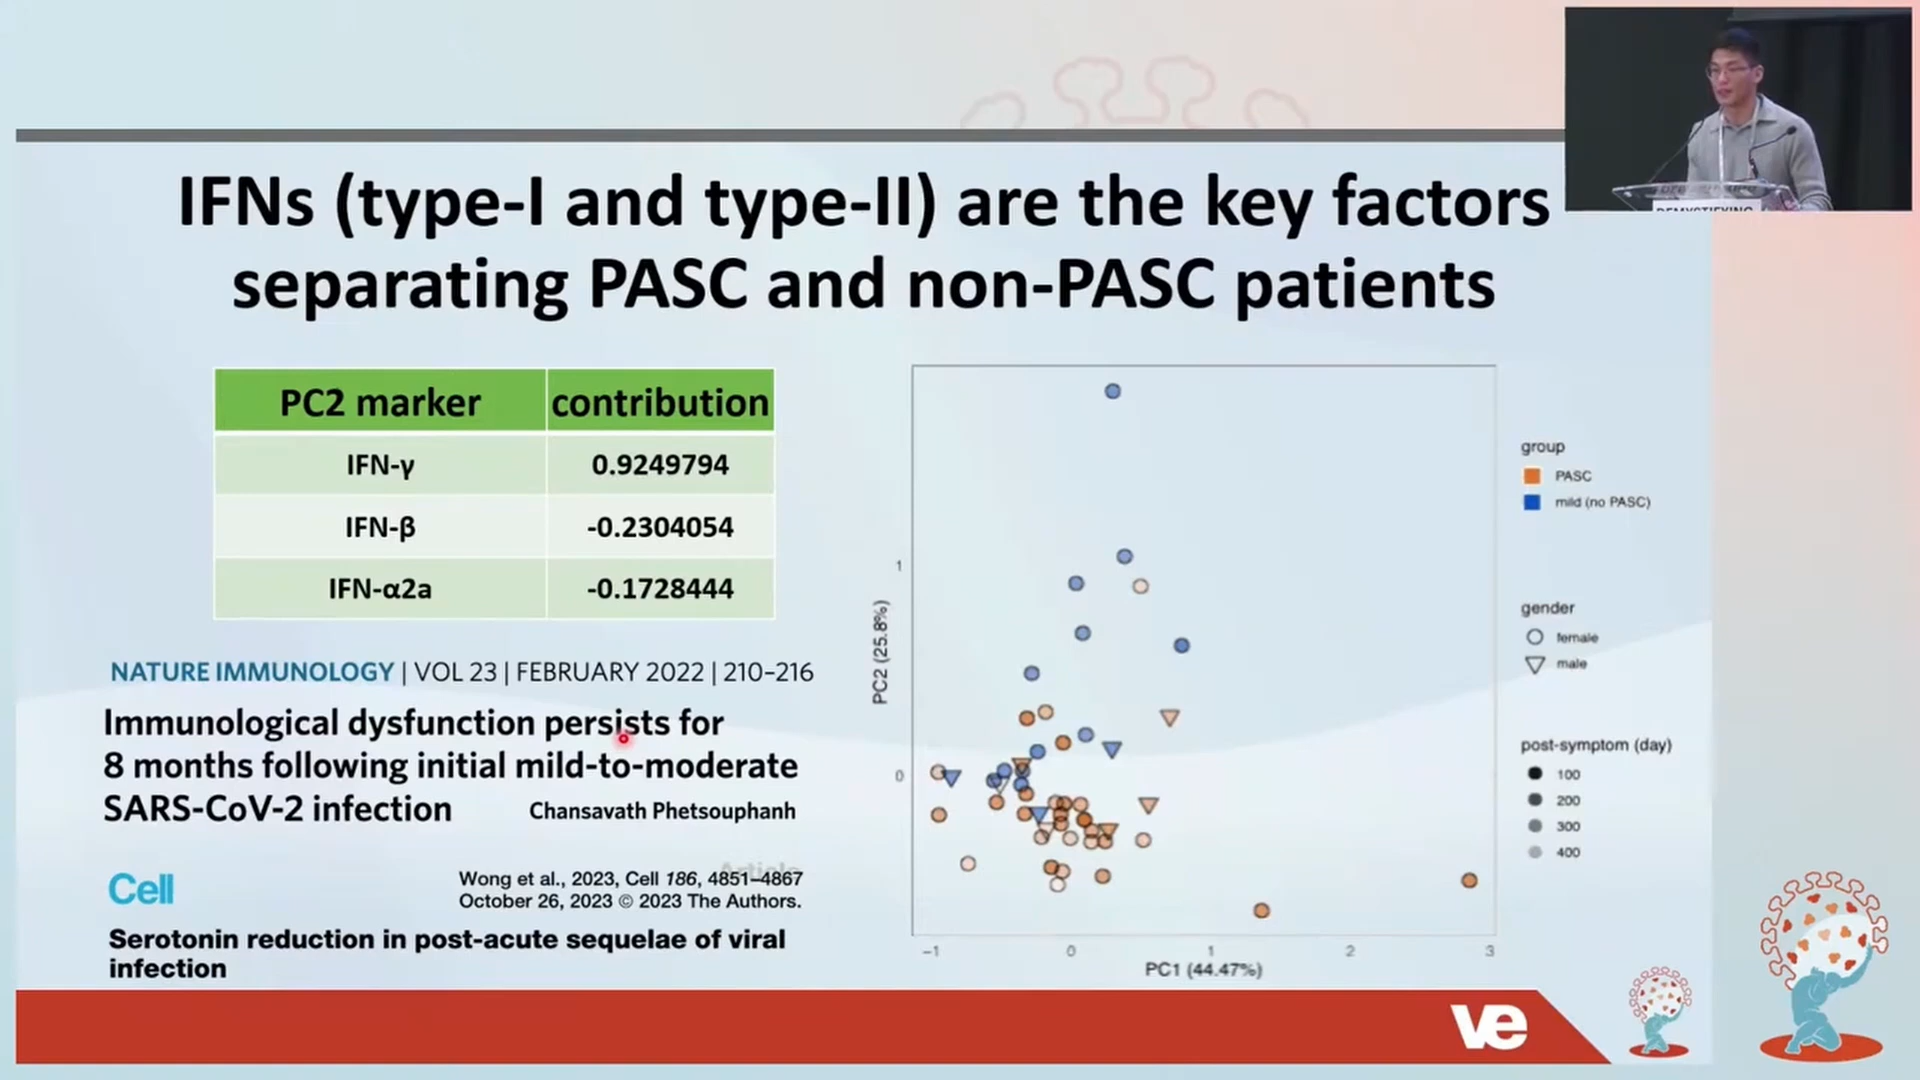 IFNs (type-I and type-II) are the key factors
separating PASC and non-PASC patients
PC2 marker contribution
IFN-γ 0.9249794
IFN-β -0.2304054
IFN-α2a -0.1728444
NATURE IMMUNOLOGY | VOL 23 | FEBRUARY 2022 | 210–216
Immunological dysfunction persists for
8 months following initial mild-to-moderate
SARS-CoV-2 infection
Chansavath Phetsouphanh
Article
Cell
Wong et al., 2023, Cell 186, 4851–4867
October 26, 2023 © 2023 The Authors.
Serotonin reduction in post-acute sequelae of viral
infection
PC2 (25.8%)
1
0
-1 0 1 2 3
PC1 (44.47%)
group
PASC
mild (no PASC)
gender
female
male
post-symptom (day)
100
200
300
400
ve
DEMYSTIFYING